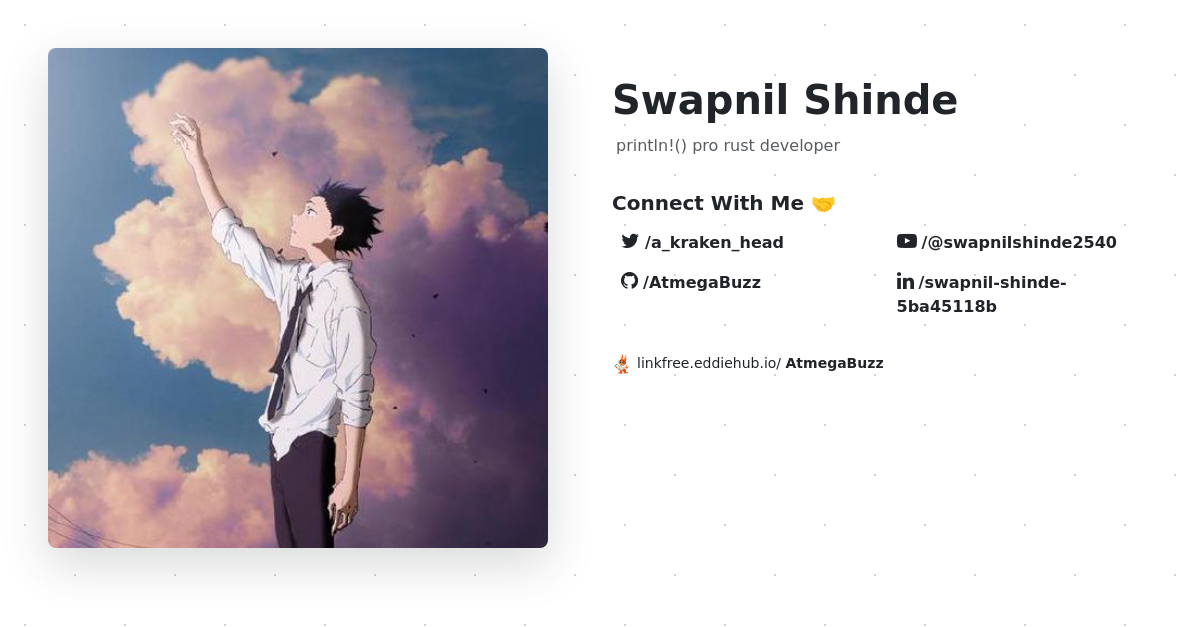 Swapnil Shinde
println!() pro rust developer
Connect With Me 🤝
/a_kraken_head
/@swapnilshinde2540
/AtmegaBuzz
/swapnil-shinde-
5ba45118b
linkfree.eddiehub.io/ AtmegaBuzz